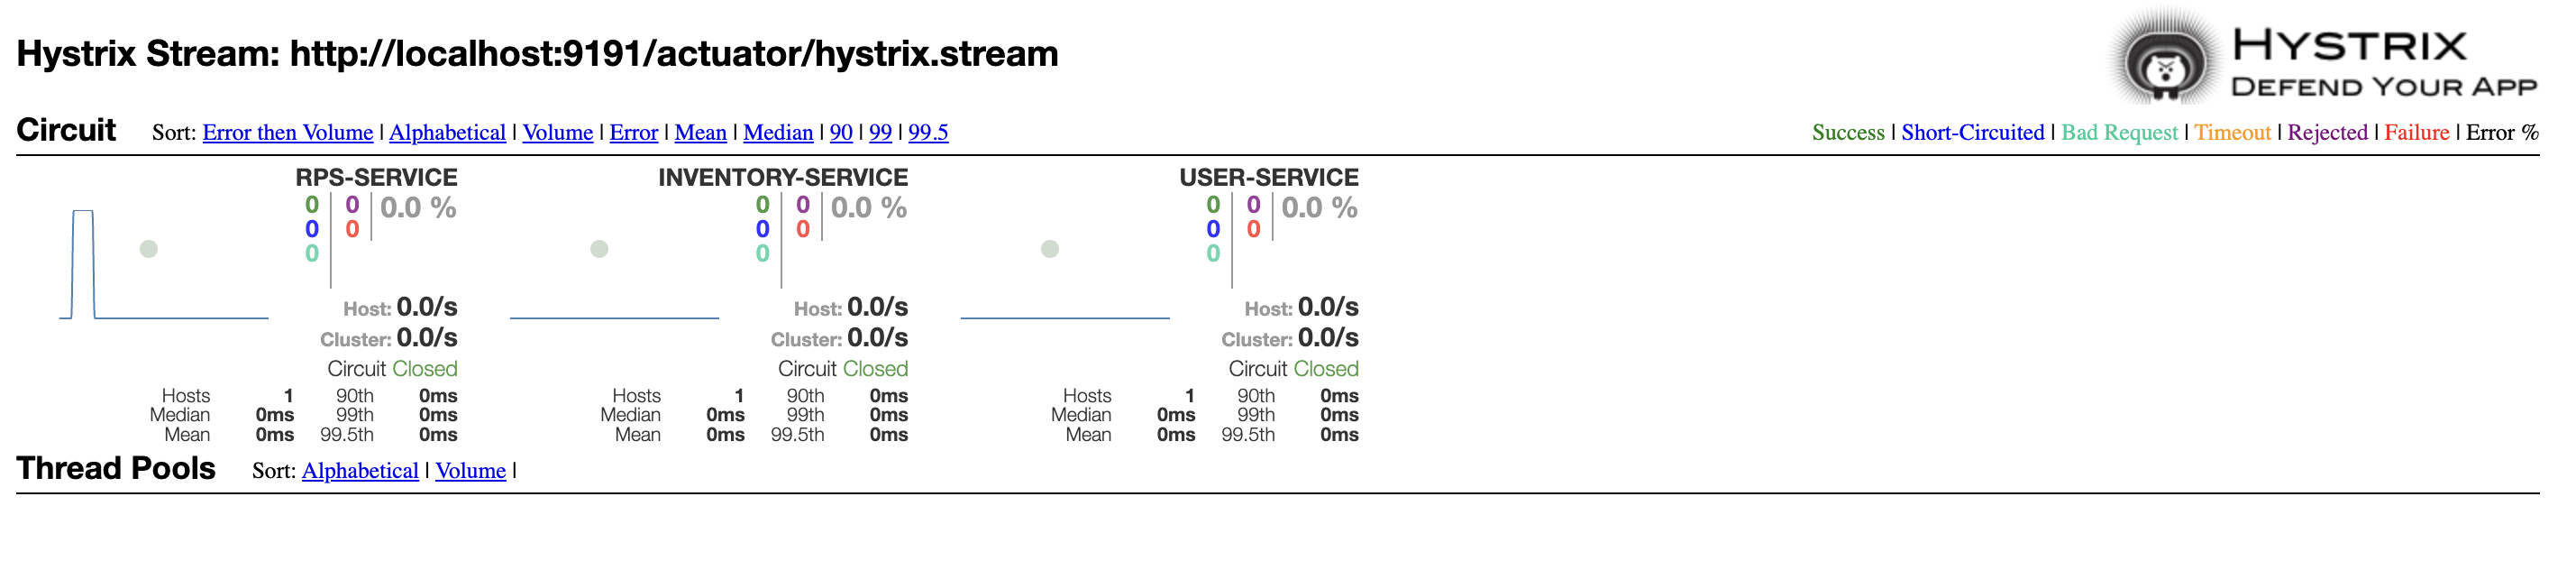 Hystrix Stream: http://localhost:9191/actuator/hystrix.stream
HYSTRIX
DEFEND YOUR APP
Circuit Sort: Error then Volume | Alphabetical | Volume | Error | Mean | Median | 90 | 99 | 99.5
Success | Short-Circuited | Bad Request | Timeout | Rejected | Failure | Error %
RPS-SERVICE
0 0 0.0 %
0 0
0
Host: 0.0/s
Cluster: 0.0/s
Circuit Closed
Hosts 1 90th 0ms
Median 0ms 99th 0ms
Mean 0ms 99.5th 0ms
INVENTORY-SERVICE
0 0 0.0 %
0 0
0
Host: 0.0/s
Cluster: 0.0/s
Circuit Closed
Hosts 1 90th 0ms
Median 0ms 99th 0ms
Mean 0ms 99.5th 0ms
USER-SERVICE
0 0 0.0 %
0 0
0
Host: 0.0/s
Cluster: 0.0/s
Circuit Closed
Hosts 1 90th 0ms
Median 0ms 99th 0ms
Mean 0ms 99.5th 0ms
Thread Pools Sort: Alphabetical | Volume |